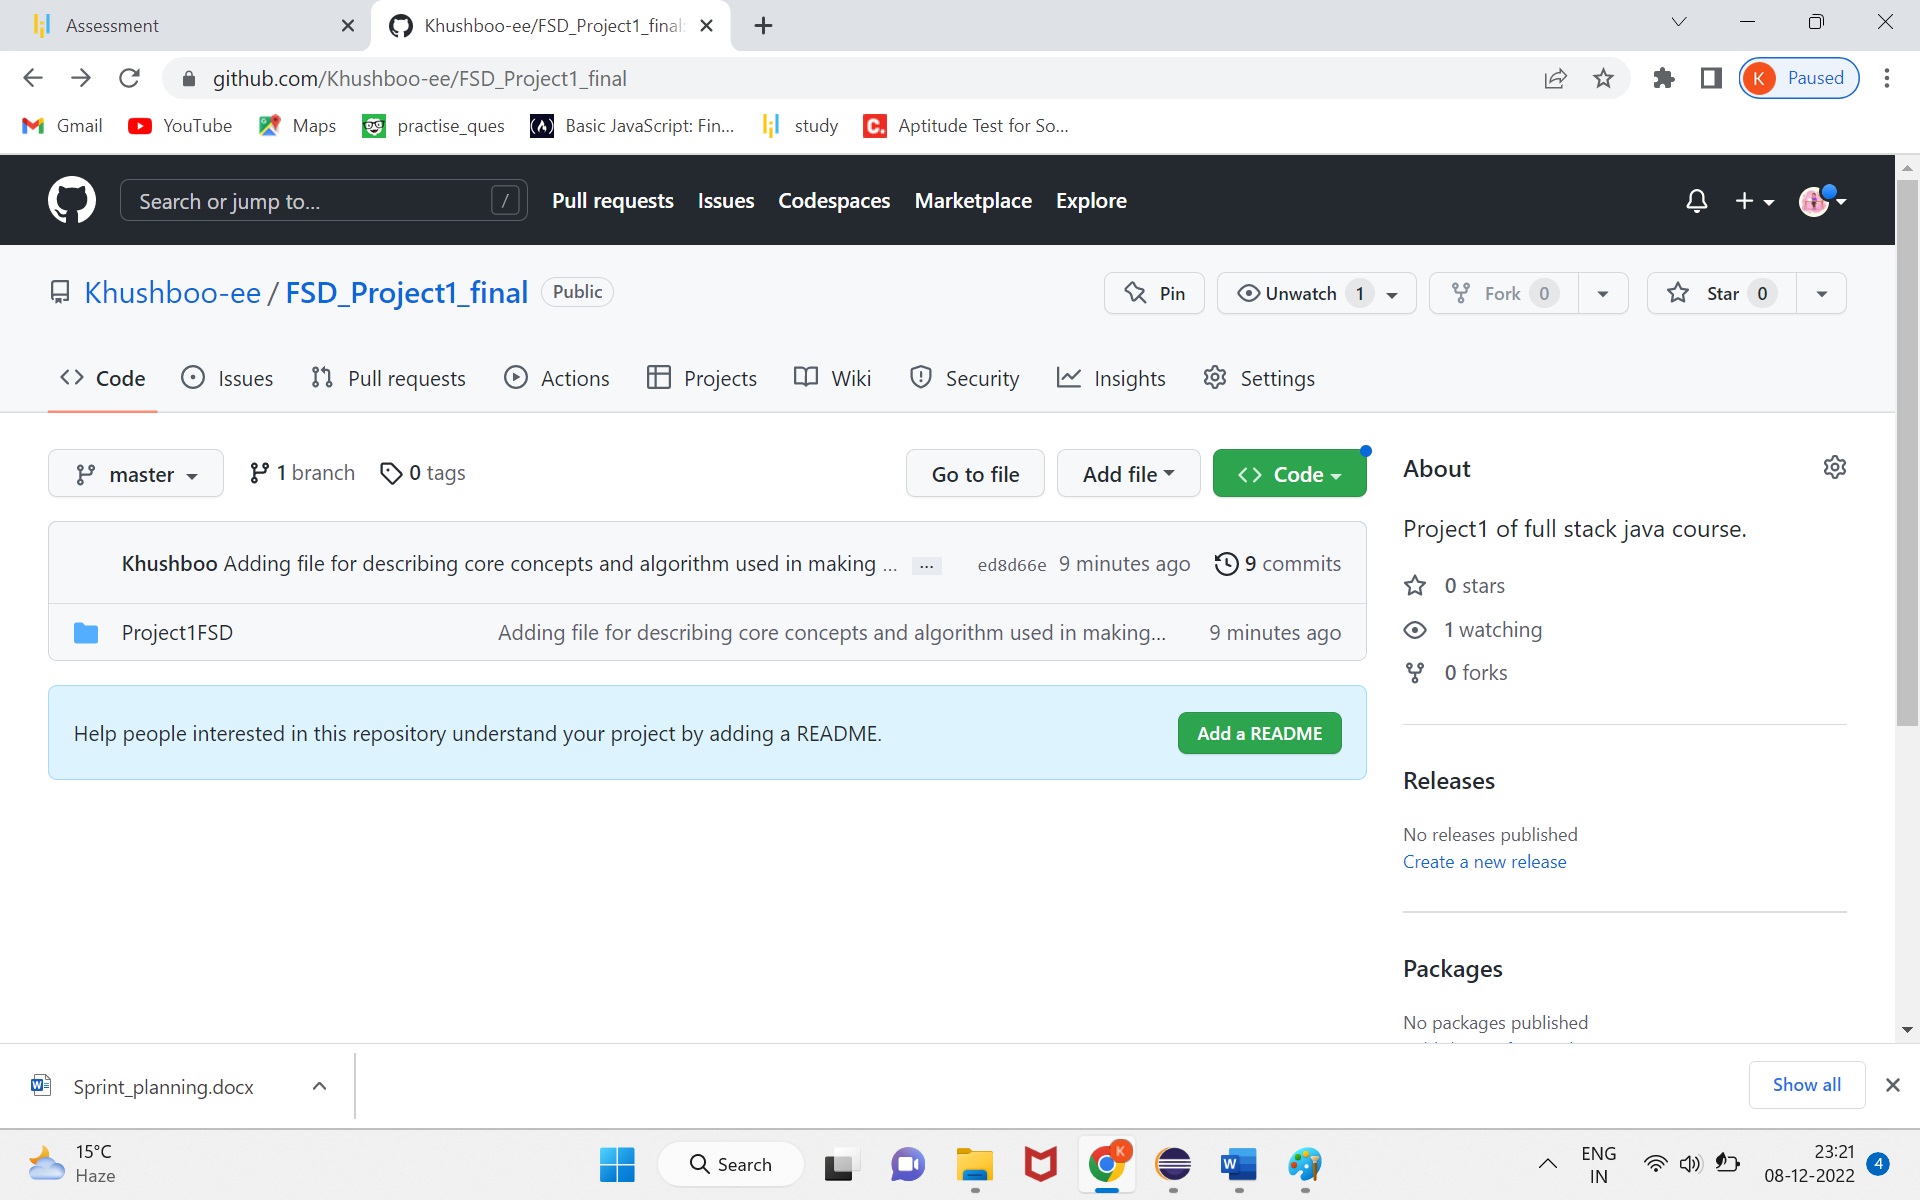 Assessment
Khushboo-ee/FSD_Project1_final
github.com/Khushboo-ee/FSD_Project1_final
K Paused
Gmail YouTube Maps practise_ques Basic JavaScript: Fin... study Aptitude Test for So...
Search or jump to... /
Pull requests Issues Codespaces Marketplace Explore
Khushboo-ee / FSD_Project1_final Public
Pin Unwatch 1 Fork 0 Star 0
Code Issues Pull requests Actions Projects Wiki Security Insights Settings
master 1 branch 0 tags
Go to file Add file Code
Khushboo Adding file for describing core concepts and algorithm used in making ... ... ed8d66e 9 minutes ago 9 commits
Project1FSD Adding file for describing core concepts and algorithm used in making... 9 minutes ago
Help people interested in this repository understand your project by adding a README. Add a README
About
Project1 of full stack java course.
0 stars
1 watching
0 forks
Releases
No releases published
Create a new release
Packages
No packages published
Sprint_planning.docx
Show all
15°C
Haze
Search
K
ENG
IN
23:21
08-12-2022
4